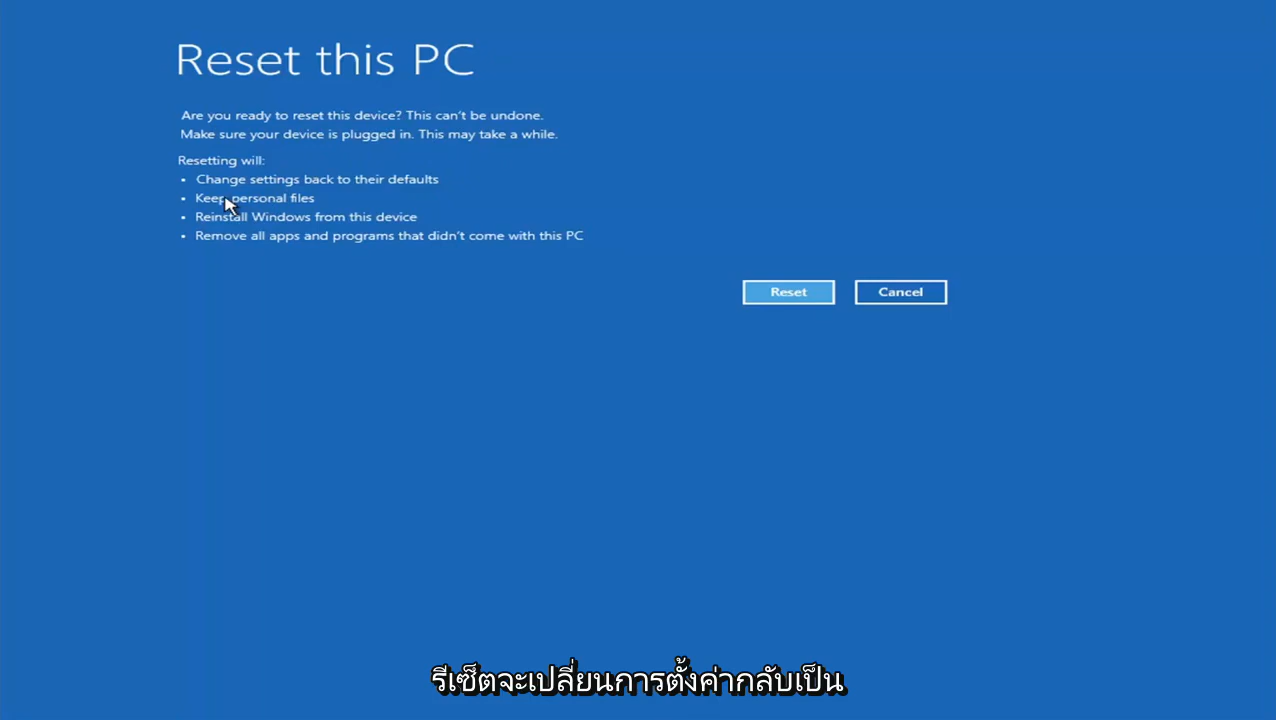 Reset this PC
Are you ready to reset this device? This can't be undone.
Make sure your device is plugged in. This may take a while.
Resetting will:
• Change settings back to their defaults
• Keep personal files
• Reinstall Windows from this device
• Remove all apps and programs that didn't come with this PC
Reset Cancel
รีเซ็ตจะเปลี่ยนการตั้งค่ากลับเป็น